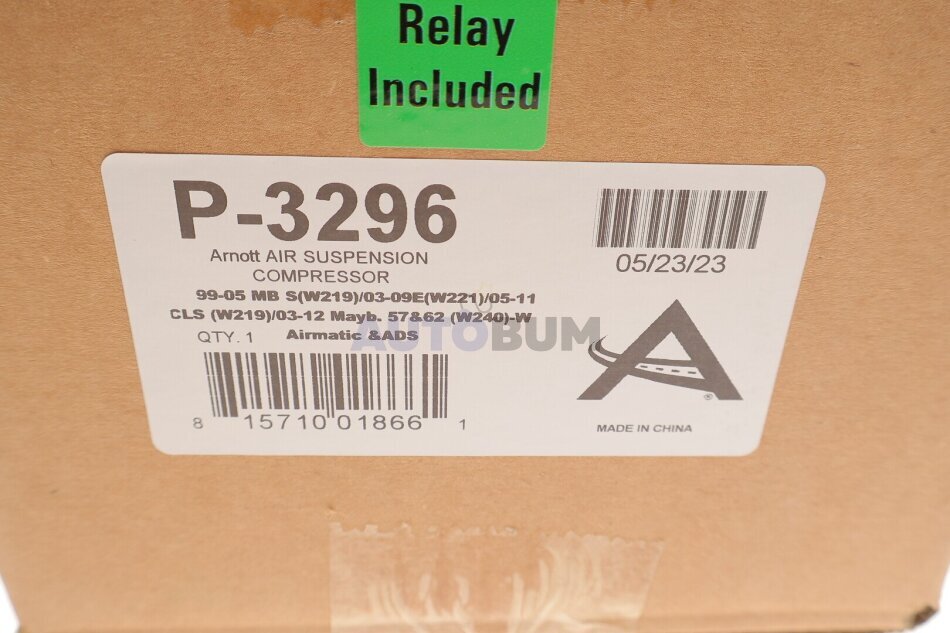 Relay
Included
P-3296
Arnott AIR SUSPENSION
COMPRESSOR
99-05 MB S(W219)/03-09E(W221)/05-11
CLS (W219)/03-12 Mayb. 57&62 (W240)-W
QTY. 1 Airmatic &ADS
8 15710 01866 1
05/23/23
AUTOBUM
®
MADE IN CHINA